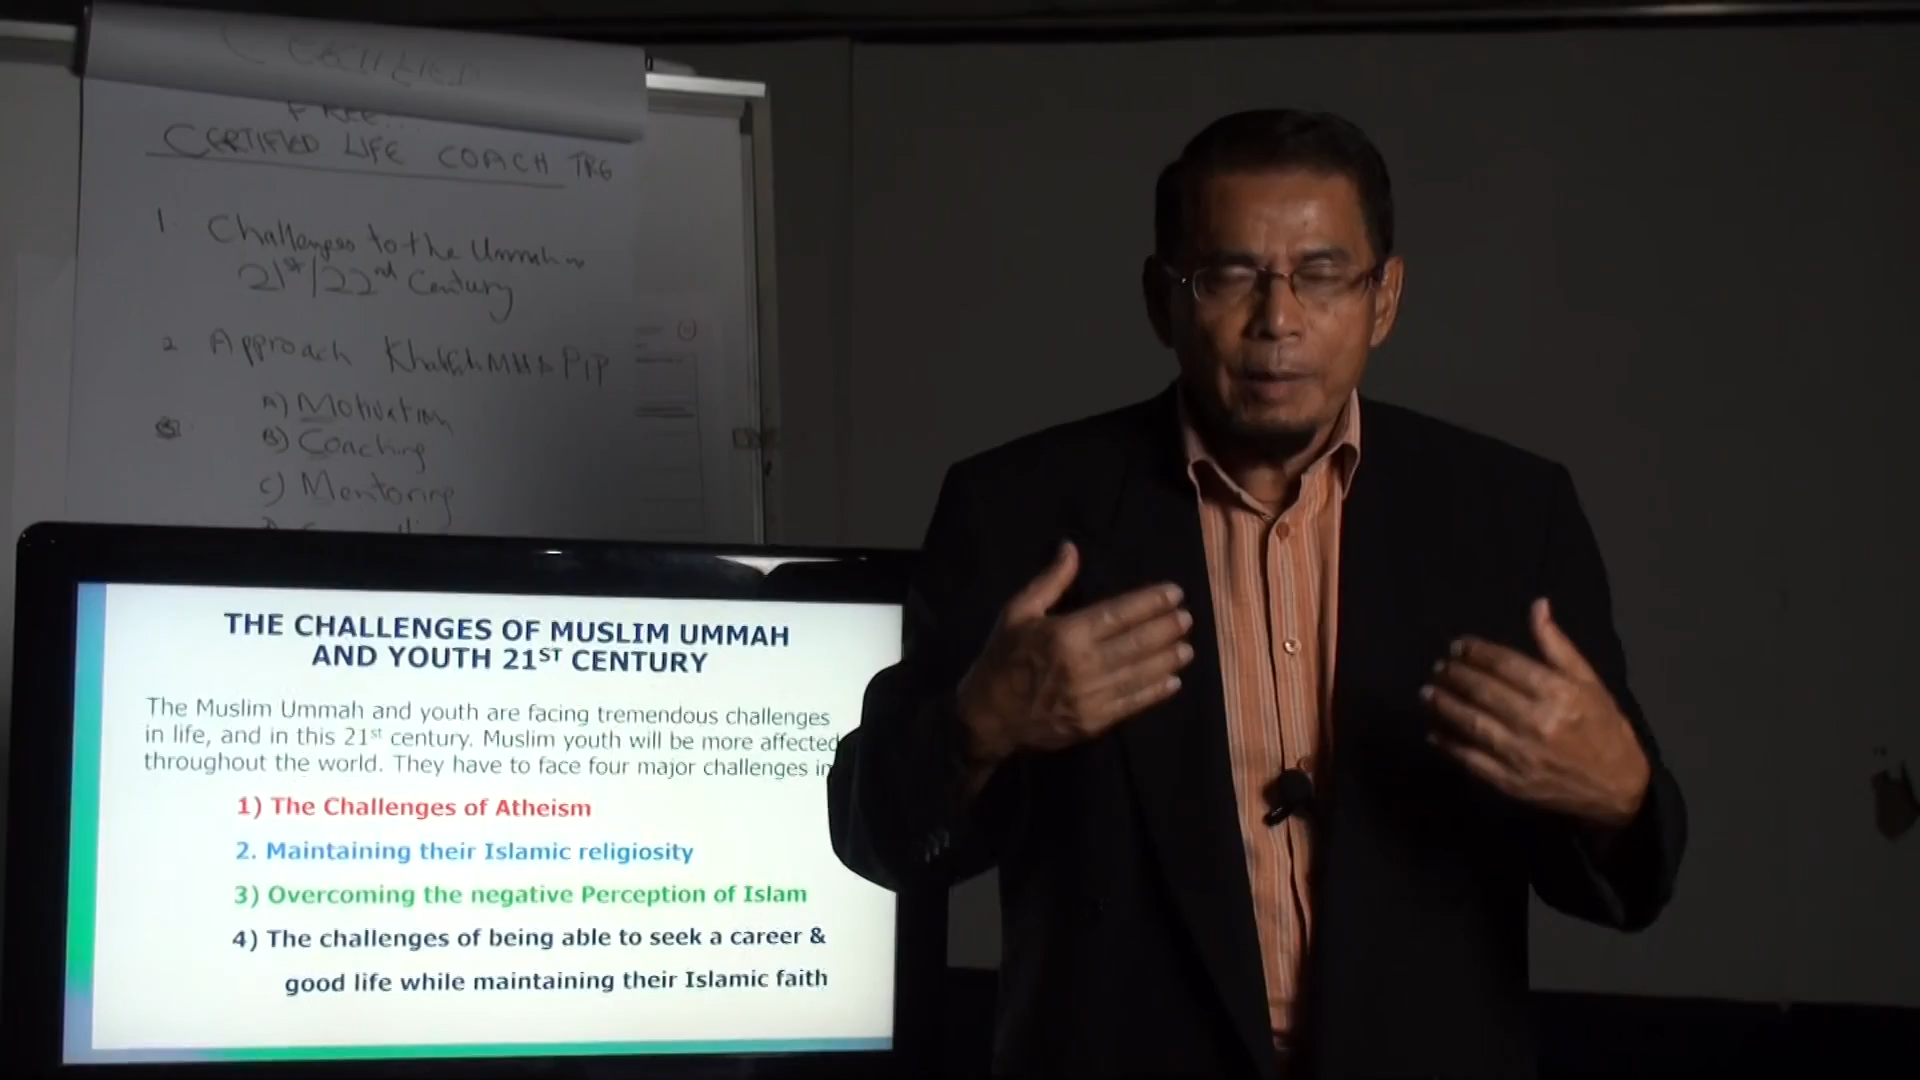 CERTIFIED
FREE....
CERTIFIED LIFE COACH TRG
1. Challenges to the Ummah
21st/22nd Century
2 Approach
A) Motivation
B) Coaching
C) Mentoring
THE CHALLENGES OF MUSLIM UMMAH
AND YOUTH 21ST CENTURY
The Muslim Ummah and youth are facing tremendous challenges
in life, and in this 21st century. Muslim youth will be more affected
throughout the world. They have to face four major challenges in
1) The Challenges of Atheism
2. Maintaining their Islamic religiosity
3) Overcoming the negative Perception of Islam
4) The challenges of being able to seek a career &
good life while maintaining their Islamic faith